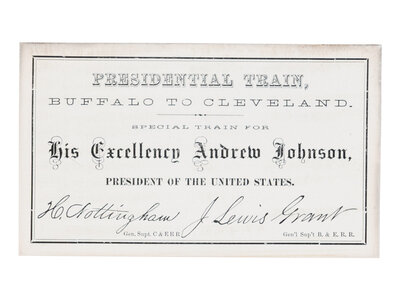 PRESIDENTIAL TRAIN,
BUFFALO TO CLEVELAND.
SPECIAL TRAIN FOR
His Excellency Andrew Johnson,
PRESIDENT OF THE UNITED STATES.
H. Nottingham J Lewis Grant
Gen. Supt. C & E R R Gen'l Sup't B. & E. R. R.